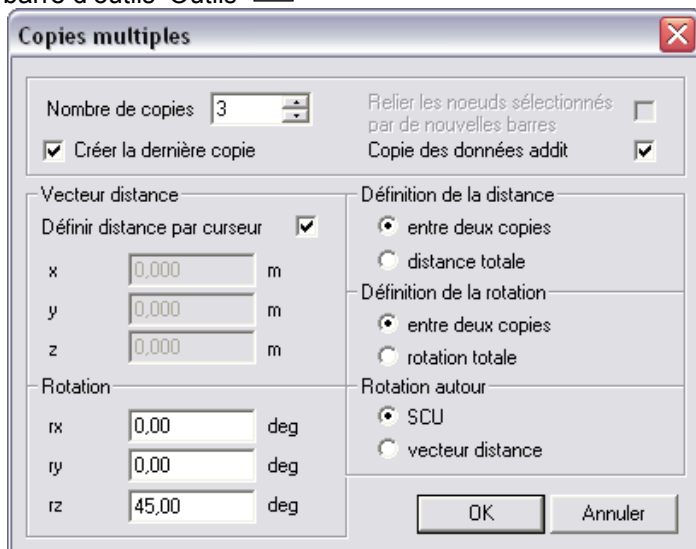 barre d'outils 'Outils'
Copies multiples
Nombre de copies 3
Relier les noeuds sélectionnés
par de nouvelles barres
Créer la dernière copie
Copie des données addit
Vecteur distance
Définir distance par curseur
x 0,000 m
y 0,000 m
z 0,000 m
Rotation
rx 0,00 deg
ry 0,00 deg
rz 45,00 deg
Définition de la distance
entre deux copies
distance totale
Définition de la rotation
entre deux copies
rotation totale
Rotation autour
SCU
vecteur distance
OK
Annuler